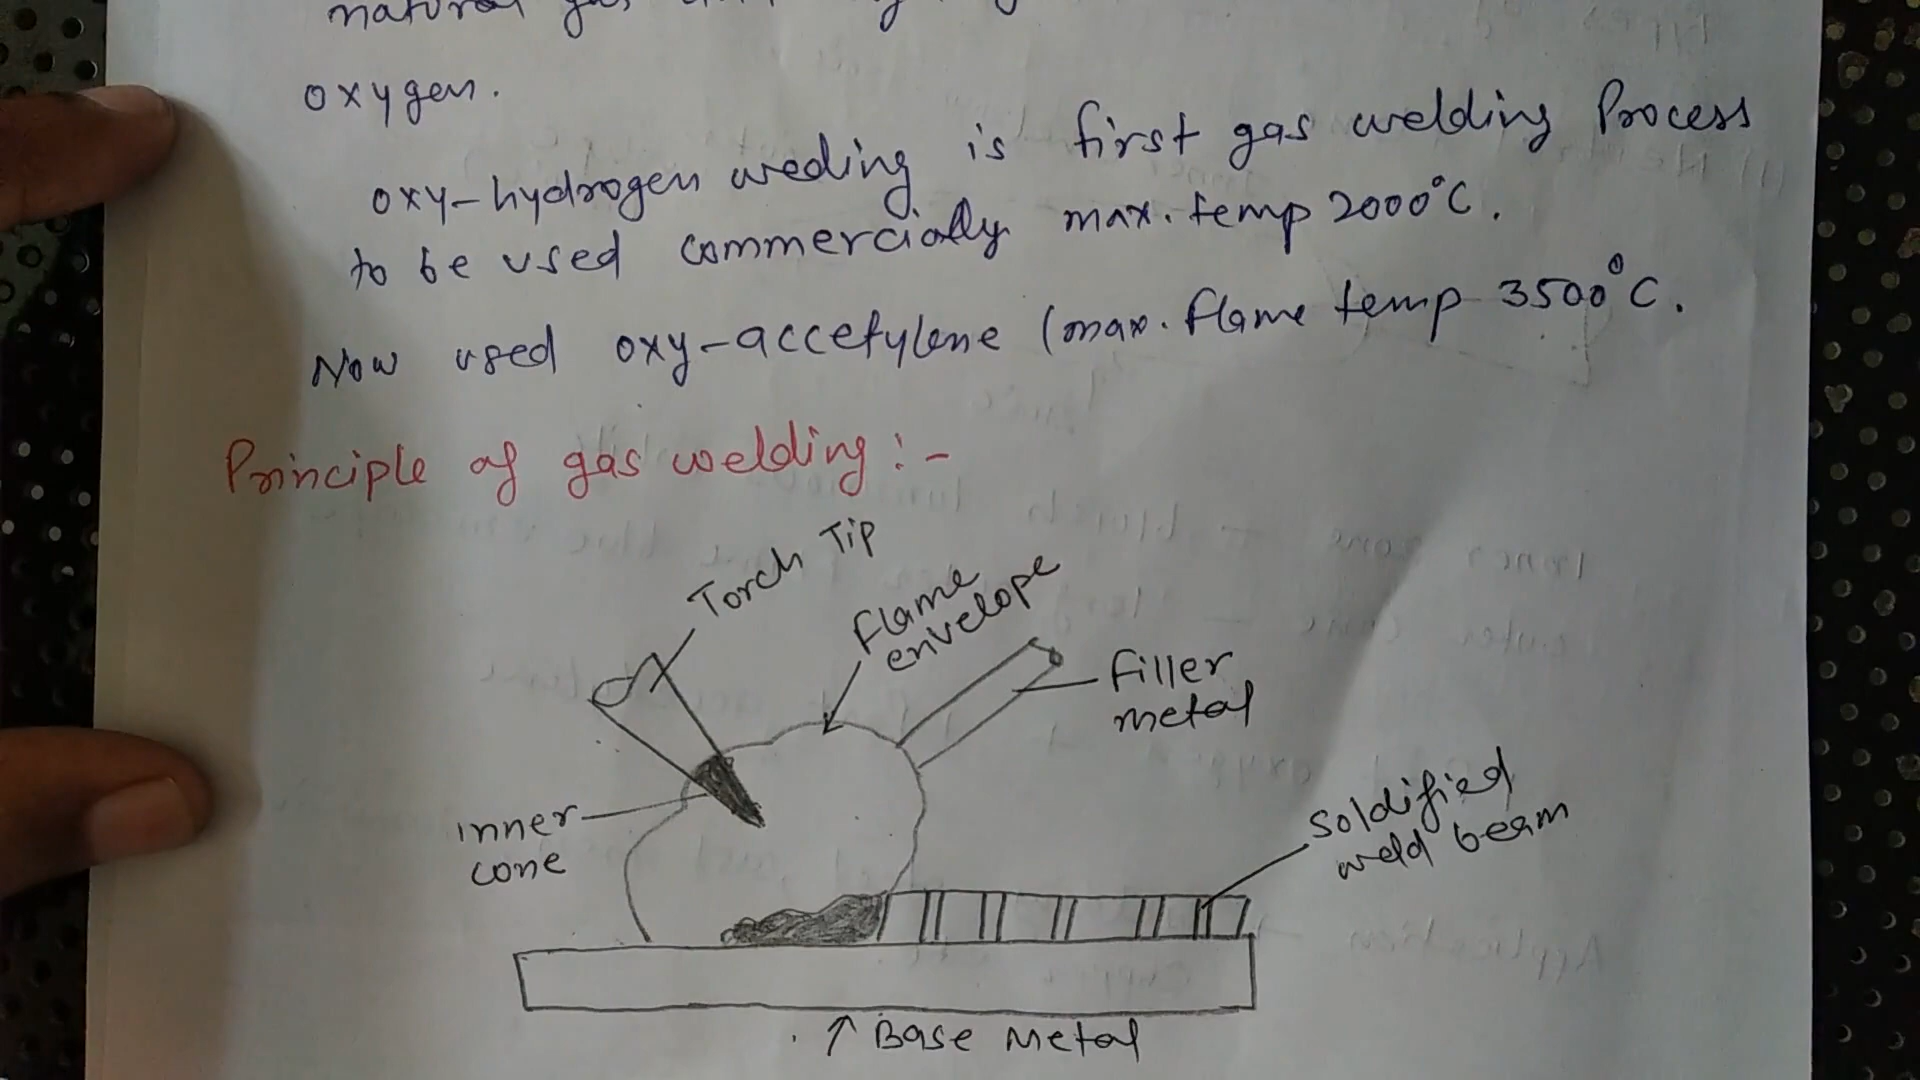 natural gas
oxygen.
oxy-hydrogen weding is first gas welding Process
to be used commercially max. temp 2000°C.
Now used oxy-accetylene (max. flame temp 3500°C.
Principle of gas welding :-
Torch Tip
Flame
envelope
filler
metal
inner
cone
Soldified
weld beam
↑ Base Metal